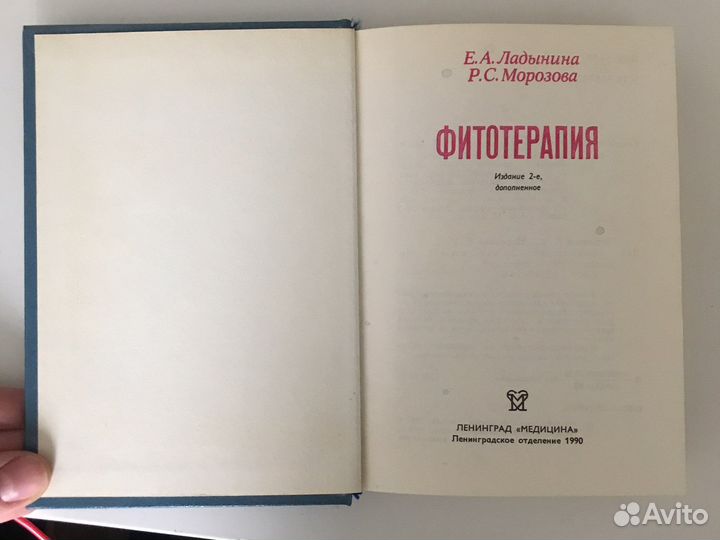 Е. А. Ладынина
Р. С. Морозова
ФИТОТЕРАПИЯ
Издание 2-е,
дополненное
ЛЕНИНГРАД «МЕДИЦИНА»
Ленинградское отделение 1990
Avito